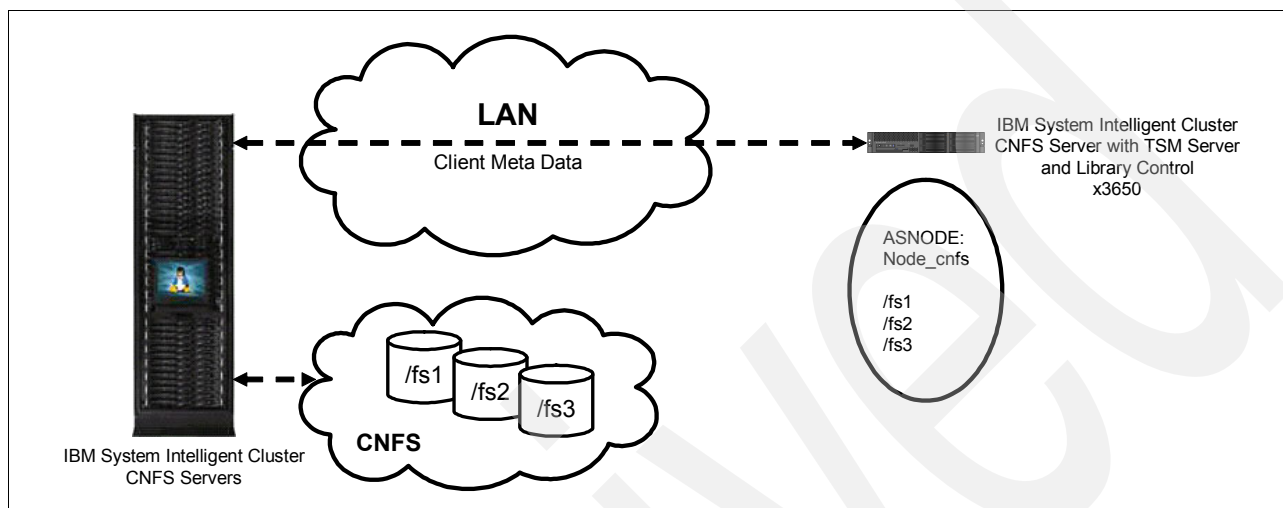 LAN
Client Meta Data
IBM System Intelligent Cluster
CNFS Server with TSM Server
and Library Control
x3650
ASNODE:
Node_cnfs
/fs1
/fs2
/fs3
/fs1
/fs2
/fs3
CNFS
IBM System Intelligent Cluster
CNFS Servers